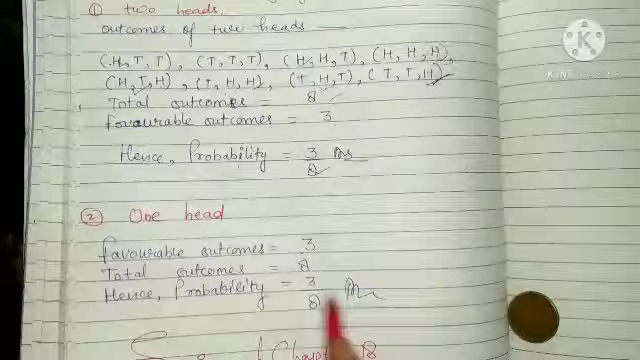 ① two heads
outcomes of two heads
(H, T, T), (T, T, T), (H, H, T), (H, H, H),
(H, T, H), (T, H, H), (T, H, T), (T, T, H)
Total outcomes = 8
favourable outcomes = 3
Hence, Probability = 3/8 Ans
② One head
favourable outcomes = 3
Total outcomes = 8
Hence, Probability = 3/8 Ans
KINEMASTER